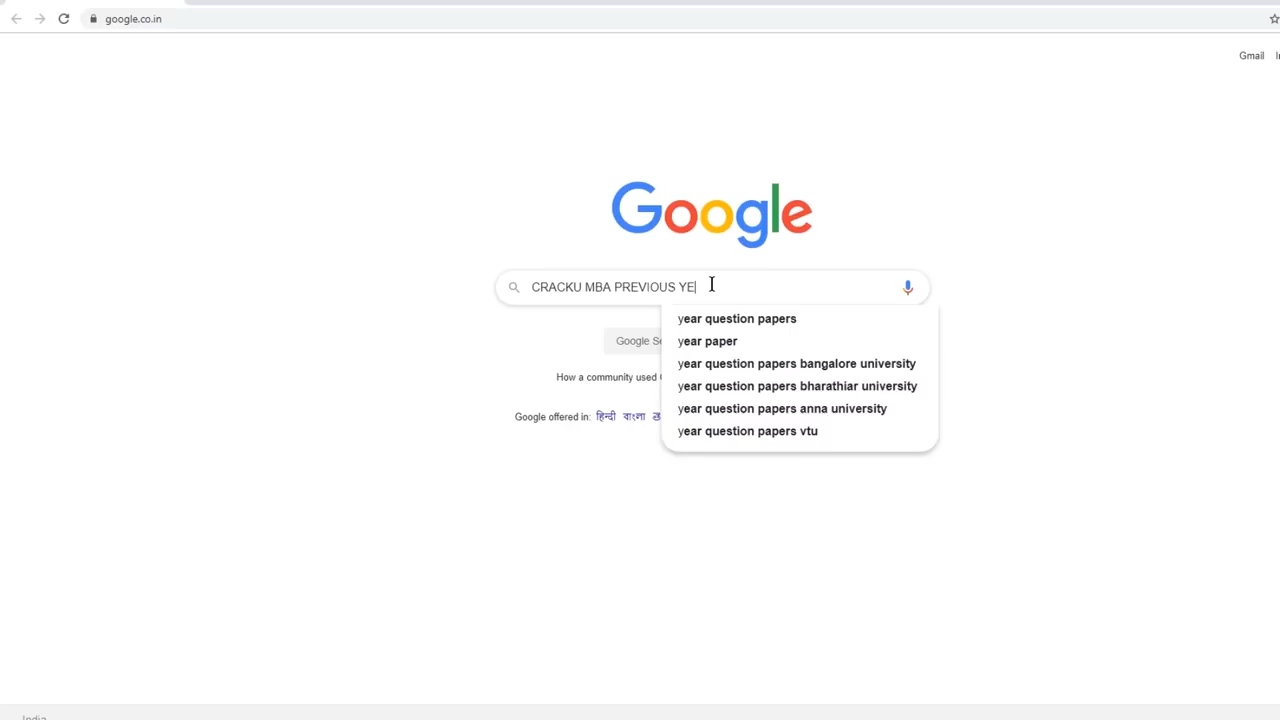 google.co.in
Gmail
Google
CRACKU MBA PREVIOUS YE
year question papers
year paper
year question papers bangalore university
year question papers bharathiar university
year question papers anna university
year question papers vtu
Google Se
How a community used
Google offered in: हिन्दी বাংলা
India